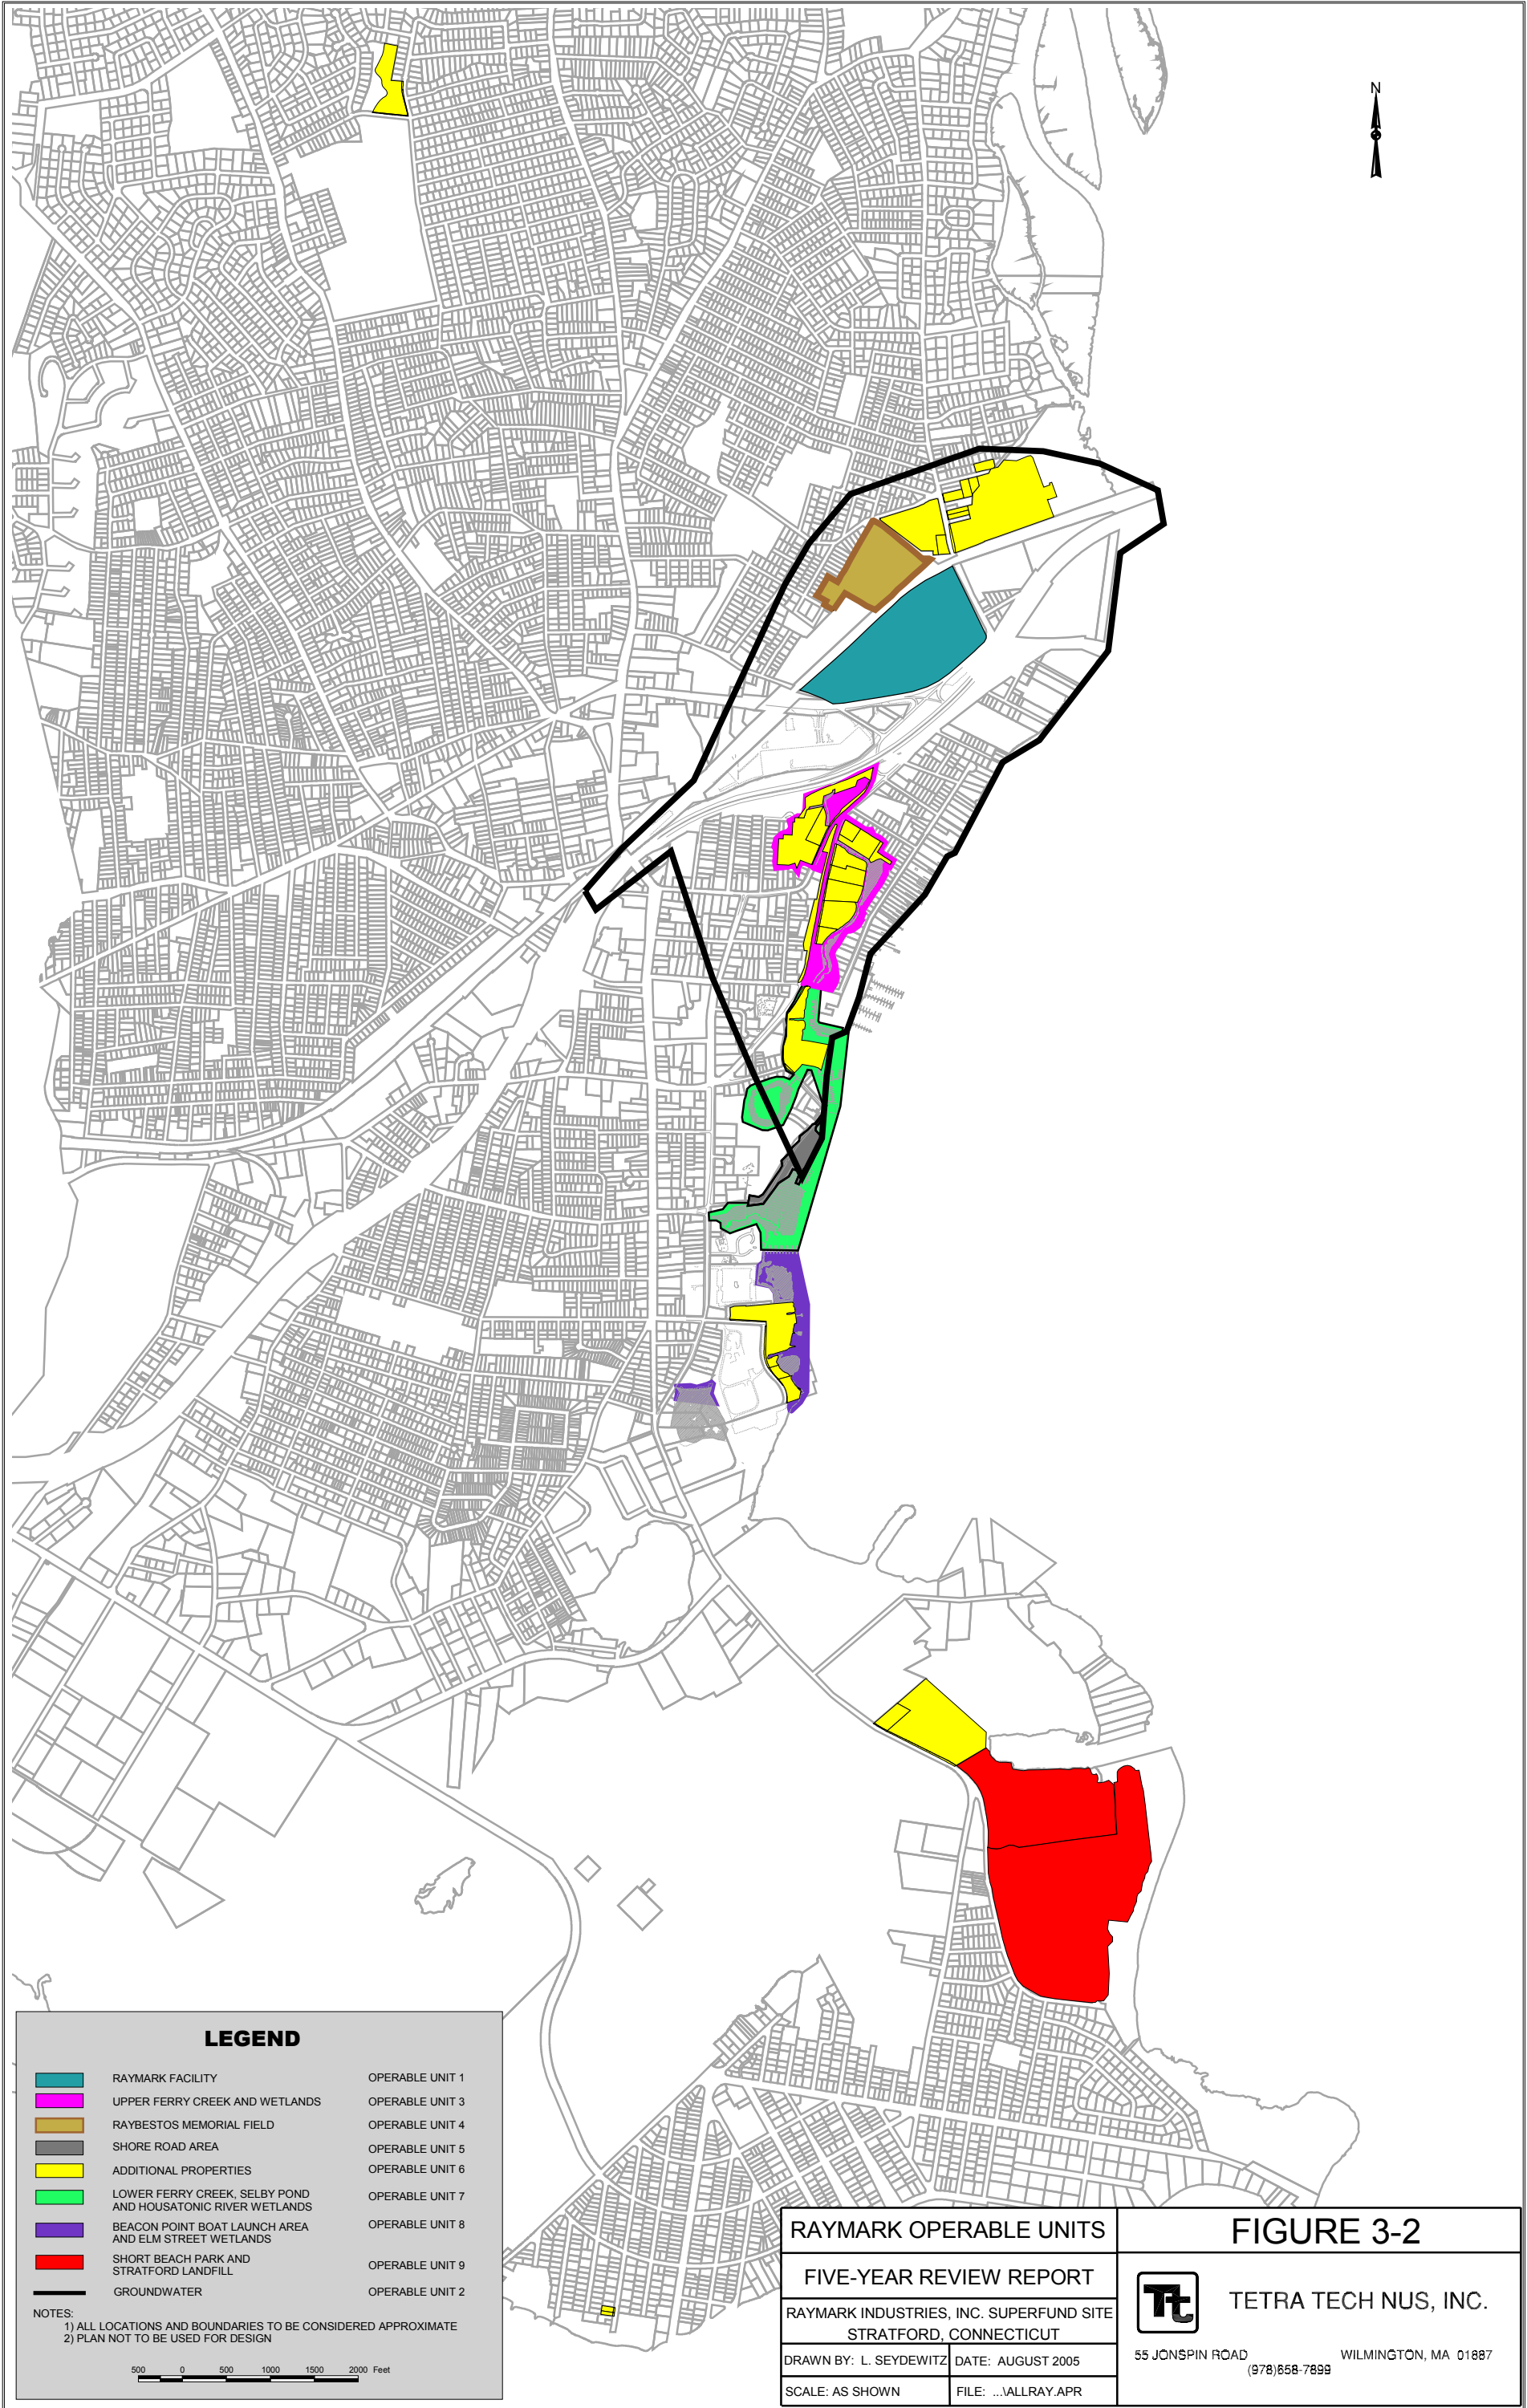 N
LEGEND
RAYMARK FACILITY OPERABLE UNIT 1
UPPER FERRY CREEK AND WETLANDS OPERABLE UNIT 3
RAYBESTOS MEMORIAL FIELD OPERABLE UNIT 4
SHORE ROAD AREA OPERABLE UNIT 5
ADDITIONAL PROPERTIES OPERABLE UNIT 6
LOWER FERRY CREEK, SELBY POND OPERABLE UNIT 7
AND HOUSATONIC RIVER WETLANDS
BEACON POINT BOAT LAUNCH AREA OPERABLE UNIT 8
AND ELM STREET WETLANDS
SHORT BEACH PARK AND
STRATFORD LANDFILL OPERABLE UNIT 9
GROUNDWATER OPERABLE UNIT 2
NOTES:
1) ALL LOCATIONS AND BOUNDARIES TO BE CONSIDERED APPROXIMATE
2) PLAN NOT TO BE USED FOR DESIGN
500 0 500 1000 1500 2000 Feet
RAYMARK OPERABLE UNITS
FIVE-YEAR REVIEW REPORT
RAYMARK INDUSTRIES, INC. SUPERFUND SITE
STRATFORD, CONNECTICUT
DRAWN BY: L. SEYDEWITZ DATE: AUGUST 2005
SCALE: AS SHOWN FILE: ...\ALLRAY.APR
FIGURE 3-2
Tt
TETRA TECH NUS, INC.
55 JONSPIN ROAD WILMINGTON, MA 01887
(978)658-7899